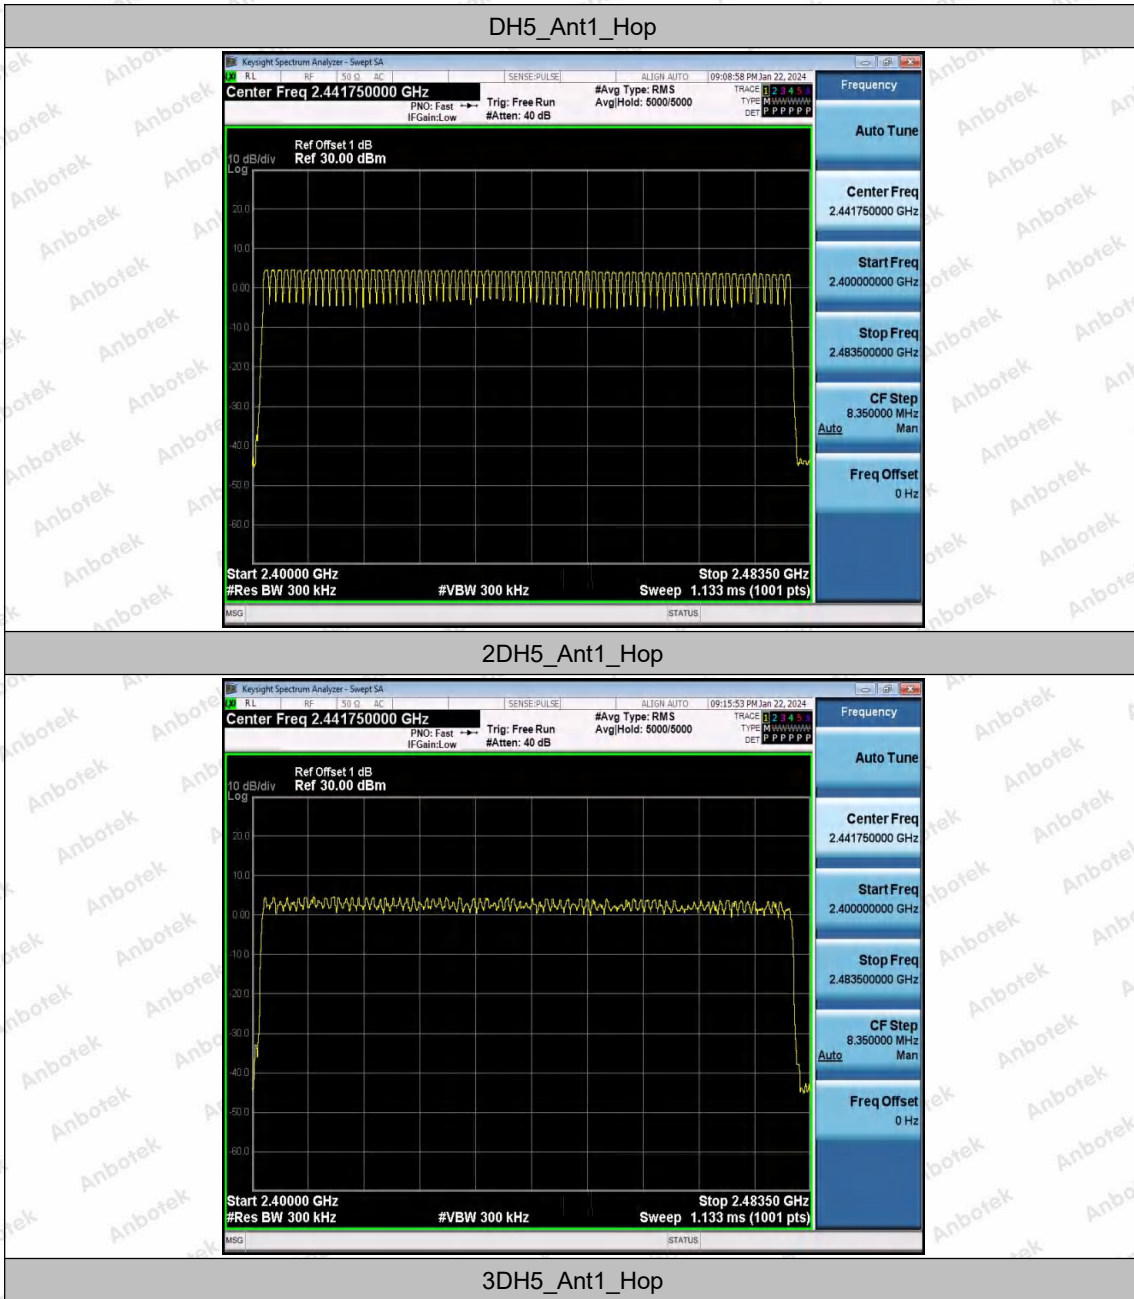 DH5_Ant1_Hop
Keysight Spectrum Analyzer - Swept SA
RL RF 50 Ω AC SENSE:PULSE ALIGN AUTO 09:08:58 PM Jan 22, 2024
Center Freq 2.441750000 GHz
PNO: Fast
IFGain:Low
Trig: Free Run
#Atten: 40 dB
#Avg Type: RMS
Avg|Hold: 5000/5000
TRACE 1 2 3 4 5 6
TYPE M WWWWW
DET P P P P P P
Frequency
Auto Tune
Center Freq
2.441750000 GHz
Start Freq
2.400000000 GHz
Stop Freq
2.483500000 GHz
CF Step
8.350000 MHz
Auto Man
Freq Offset
0 Hz
Ref Offset 1 dB
10 dB/div Ref 30.00 dBm
Log
20.0
10.0
0.00
-10.0
-20.0
-30.0
-40.0
-50.0
-60.0
Start 2.40000 GHz Stop 2.48350 GHz
#Res BW 300 kHz #VBW 300 kHz Sweep 1.133 ms (1001 pts)
MSG STATUS
2DH5_Ant1_Hop
Keysight Spectrum Analyzer - Swept SA
RL RF 50 Ω AC SENSE:PULSE ALIGN AUTO 09:15:53 PM Jan 22, 2024
Center Freq 2.441750000 GHz
PNO: Fast
IFGain:Low
Trig: Free Run
#Atten: 40 dB
#Avg Type: RMS
Avg|Hold: 5000/5000
TRACE 1 2 3 4 5 6
TYPE M WWWWW
DET P P P P P P
Frequency
Auto Tune
Center Freq
2.441750000 GHz
Start Freq
2.400000000 GHz
Stop Freq
2.483500000 GHz
CF Step
8.350000 MHz
Auto Man
Freq Offset
0 Hz
Ref Offset 1 dB
10 dB/div Ref 30.00 dBm
Log
20.0
10.0
0.00
-10.0
-20.0
-30.0
-40.0
-50.0
-60.0
Start 2.40000 GHz Stop 2.48350 GHz
#Res BW 300 kHz #VBW 300 kHz Sweep 1.133 ms (1001 pts)
MSG STATUS
3DH5_Ant1_Hop
Anbotek